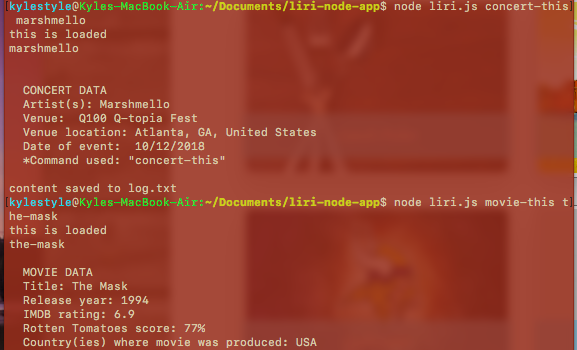 [kylestyle@Kyles-MacBook-Air:~/Documents/liri-node-app$ node liri.js concert-this]
 marshmello
this is loaded
marshmello
  CONCERT DATA
  Artist(s): Marshmello
  Venue:  Q100 Q-topia Fest
  Venue location: Atlanta, GA, United States
  Date of event:  10/12/2018
  *Command used: "concert-this"
content saved to log.txt
[kylestyle@Kyles-MacBook-Air:~/Documents/liri-node-app$ node liri.js movie-this t]
he-mask
this is loaded
the-mask
  MOVIE DATA
  Title: The Mask
  Release year: 1994
  IMDB rating: 6.9
  Rotten Tomatoes score: 77%
  Country(ies) where movie was produced: USA